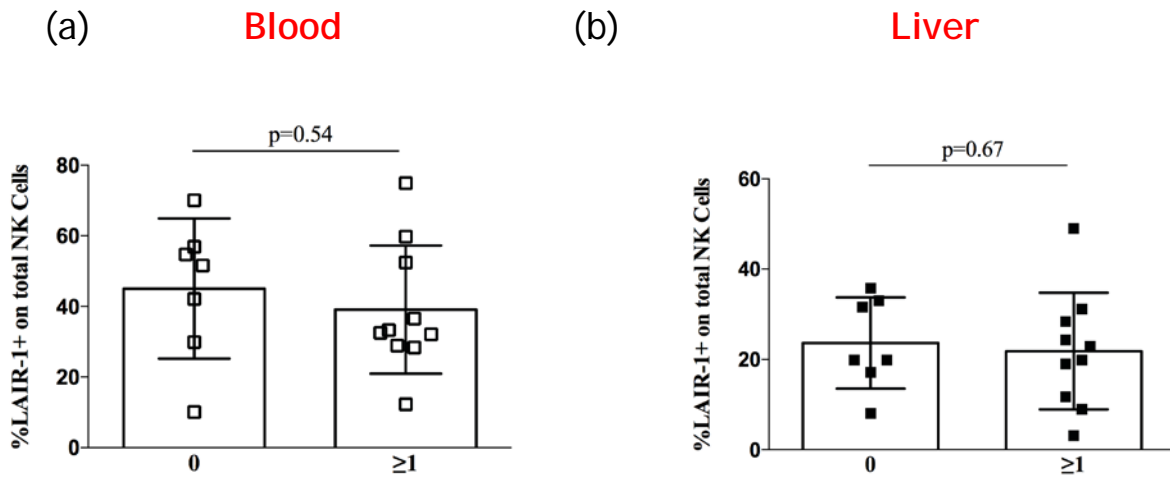 (a) Blood
(b) Liver
p=0.54
%LAIR-1+ on total NK Cells
80
60
40
20
0
0 ≥1
p=0.67
%LAIR-1+ on total NK Cells
60
40
20
0
0 ≥1